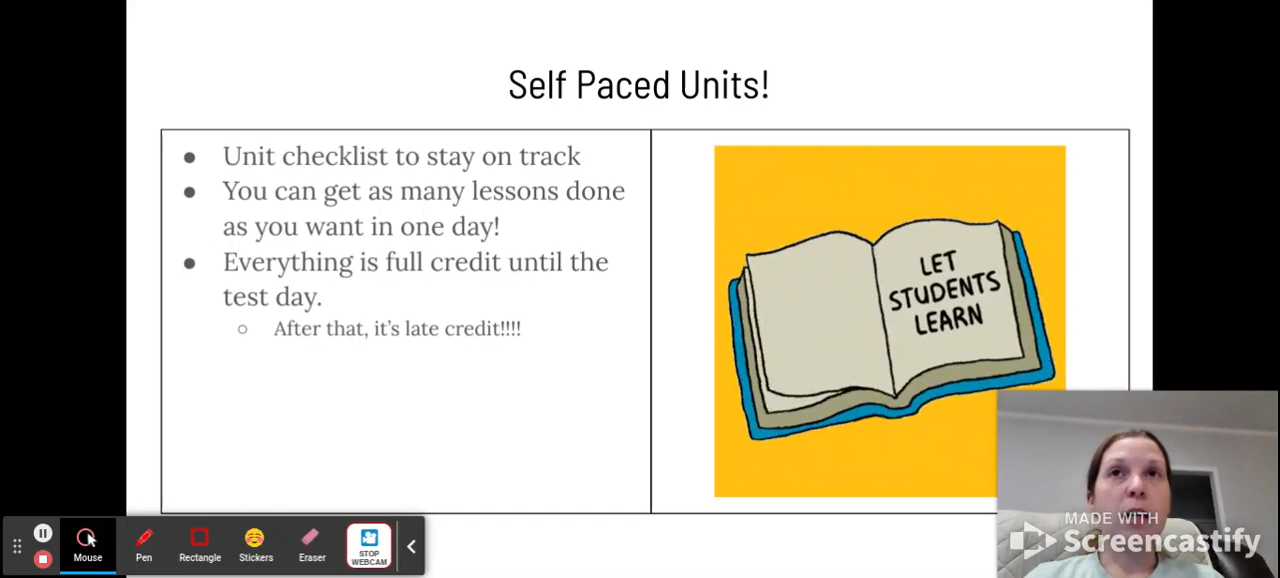 Self Paced Units!
● Unit checklist to stay on track
● You can get as many lessons done
as you want in one day!
● Everything is full credit until the
test day.
○ After that, it's late credit!!!!
LET
STUDENTS
LEARN
Mouse
Pen
Rectangle
Stickers
Eraser
STOP
WEBCAM
MADE WITH
Screencastify